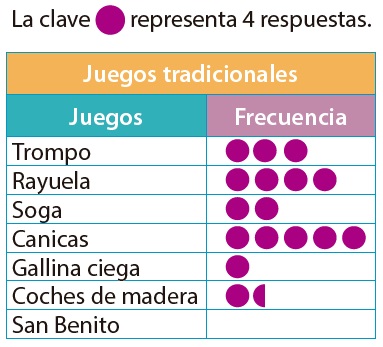 La clave representa 4 respuestas.
Juegos tradicionales
Juegos Frecuencia
Trompo
Rayuela
Soga
Canicas
Gallina ciega
Coches de madera
San Benito